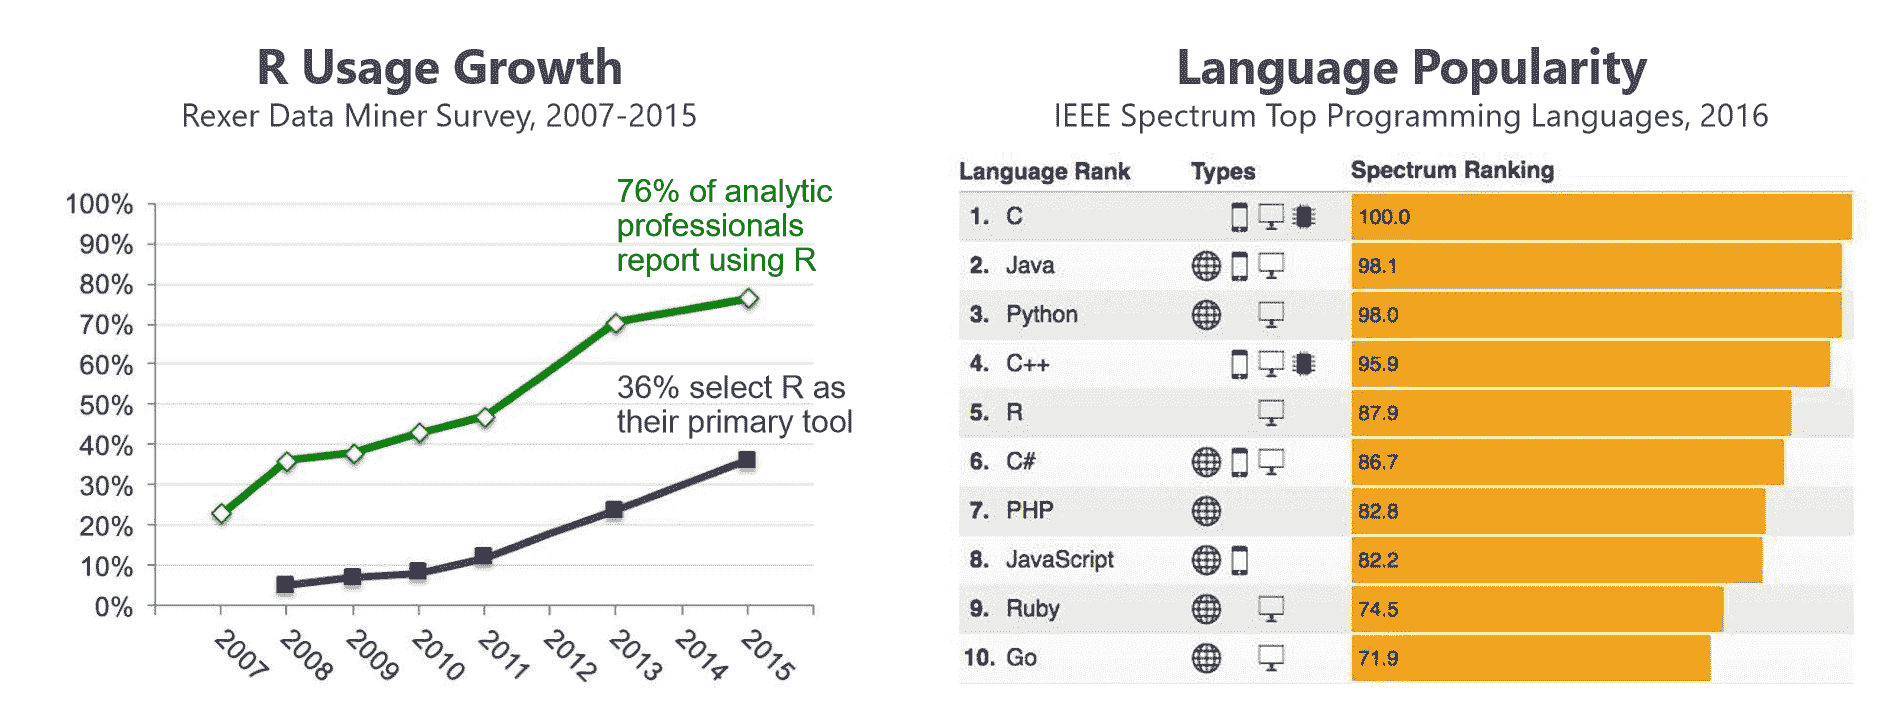 R Usage Growth
Rexer Data Miner Survey, 2007-2015
76% of analytic
professionals
report using R
36% select R as
their primary tool
100%
90%
80%
70%
60%
50%
40%
30%
20%
10%
0%
2007
2008
2009
2010
2011
2012
2013
2014
2015
Language Popularity
IEEE Spectrum Top Programming Languages, 2016
Language Rank Types Spectrum Ranking
1. C 100.0
2. Java 98.1
3. Python 98.0
4. C++ 95.9
5. R 87.9
6. C# 86.7
7. PHP 82.8
8. JavaScript 82.2
9. Ruby 74.5
10. Go 71.9